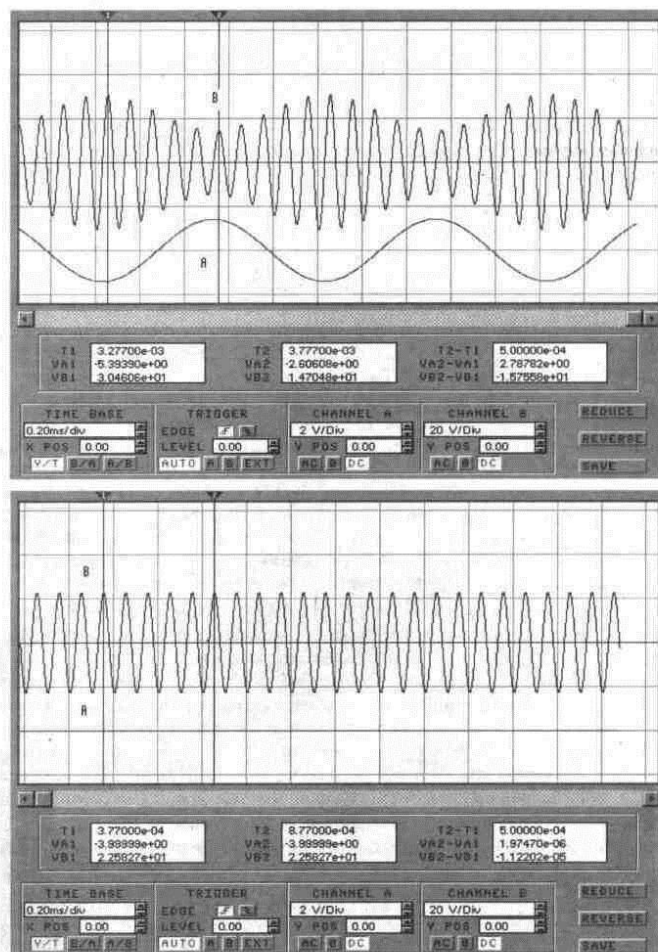 B
A
T1 3.27700e-03 T2 3.77700e-03 T2-T1 5.00000e-04
VA1 -5.39390e+00 VA2 -2.60608e+00 VA2-VA1 2.78782e+00
VB1 3.04606e+01 VB2 1.47048e+01 VB2-VB1 -1.57558e+01
TIME BASE TRIGGER CHANNEL A CHANNEL B REDUCE
0.20ms/div EDGE 2 V/Div 20 V/Div
X POS 0.00 LEVEL 0.00 Y POS 0.00 Y POS 0.00 REVERSE
Y/T B/A A/B AUTO A B EXT AC 0 DC AC 0 DC SAVE
B
A
T1 3.77000e-04 T2 8.77000e-04 T2-T1 5.00000e-04
VA1 -3.99999e+00 VA2 -3.99999e+00 VA2-VA1 1.97470e-06
VB1 2.25827e+01 VB2 2.25827e+01 VB2-VB1 -1.12202e-05
TIME BASE TRIGGER CHANNEL A CHANNEL B REDUCE
0.20ms/div EDGE 2 V/Div 20 V/Div
X POS 0.00 LEVEL 0.00 Y POS 0.00 Y POS 0.00 REVERSE
Y/T B/A A/B AUTO A B EXT AC 0 DC AC 0 DC SAVE